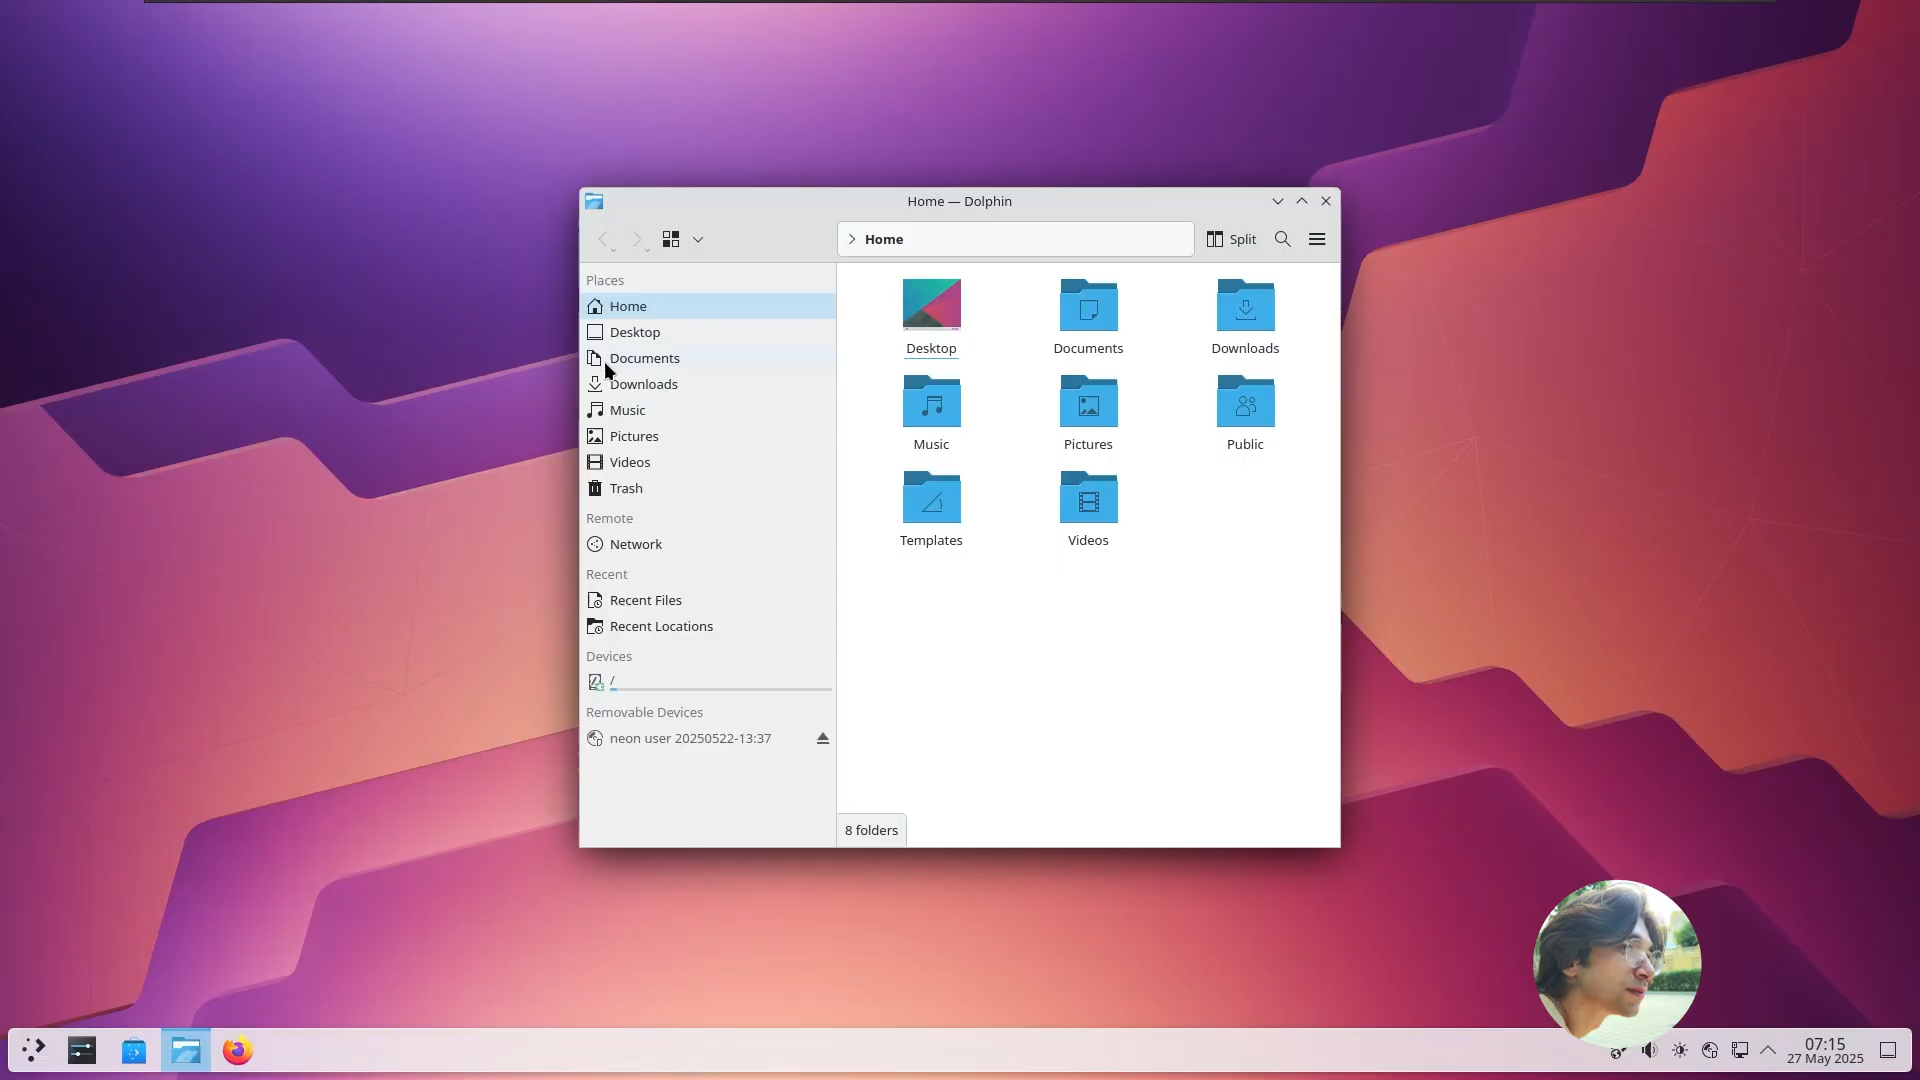 Home — Dolphin
Home
Split
Places
Home
Desktop
Documents
Downloads
Music
Pictures
Videos
Trash
Remote
Network
Recent
Recent Files
Recent Locations
Devices
/
Removable Devices
neon user 20250522-13:37
Desktop
Documents
Downloads
Music
Pictures
Public
Templates
Videos
8 folders
07:15
27 May 2025